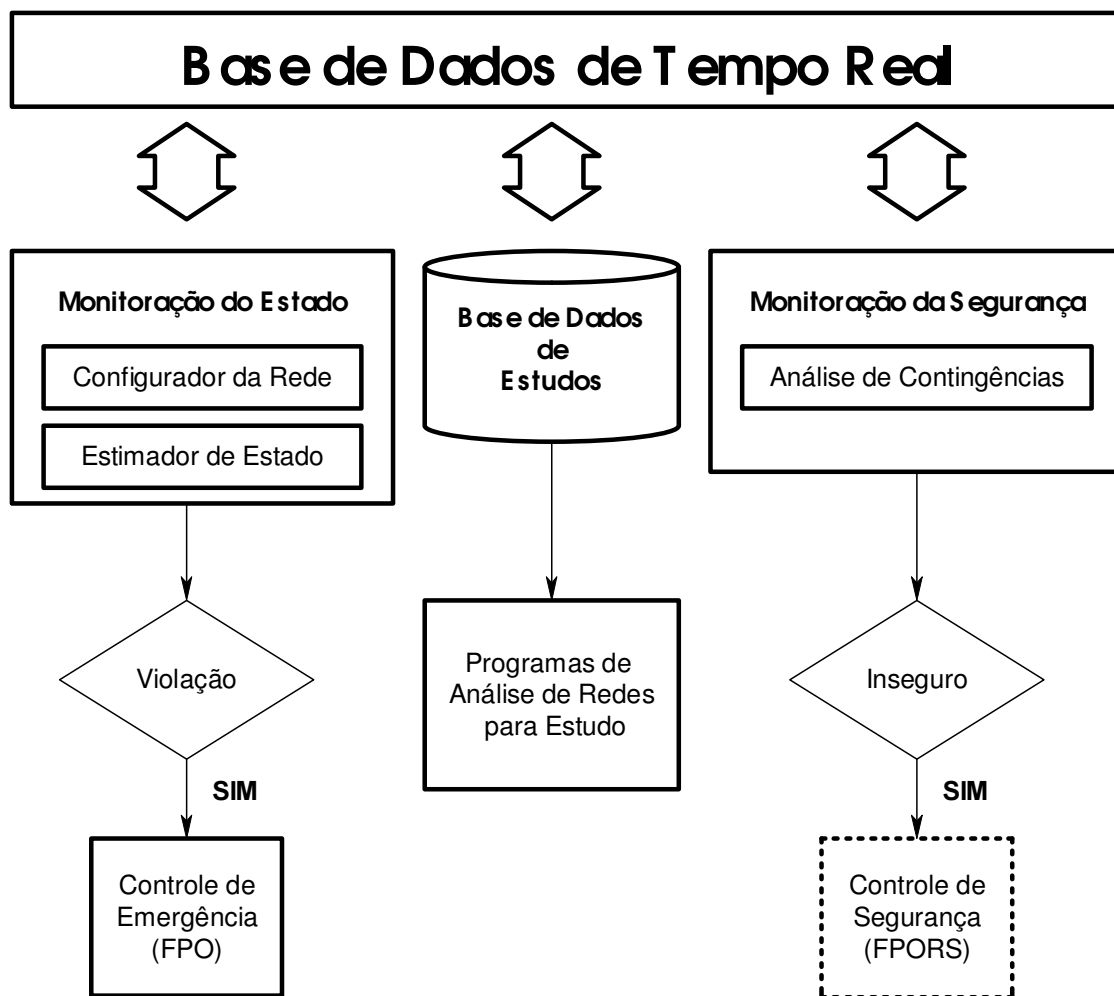 Base de Dados de Tempo Real
Monitoração do Estado
Configurador da Rede
Estimador de Estado
Violação
SIM
Controle de
Emergência
(FPO)
Base de Dados
de
Estudos
Programas de
Análise de Redes
para Estudo
Monitoração da Segurança
Análise de Contingências
Inseguro
SIM
Controle de
Segurança
(FPORS)